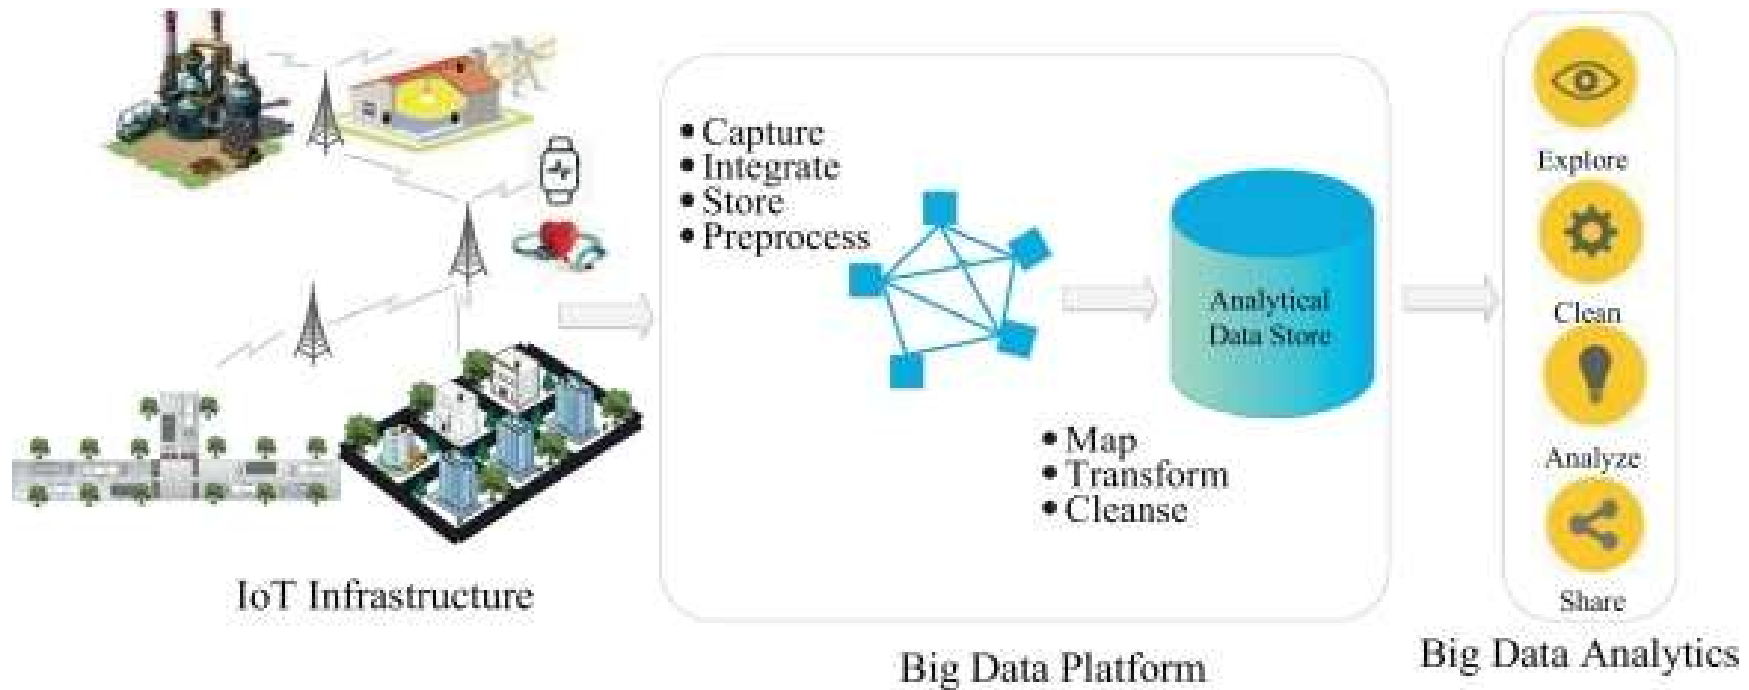 • Capture
• Integrate
• Store
• Preprocess
Analytical
Data Store
• Map
• Transform
• Cleanse
Explore
Clean
Analyze
Share
IoT Infrastructure
Big Data Platform
Big Data Analytics